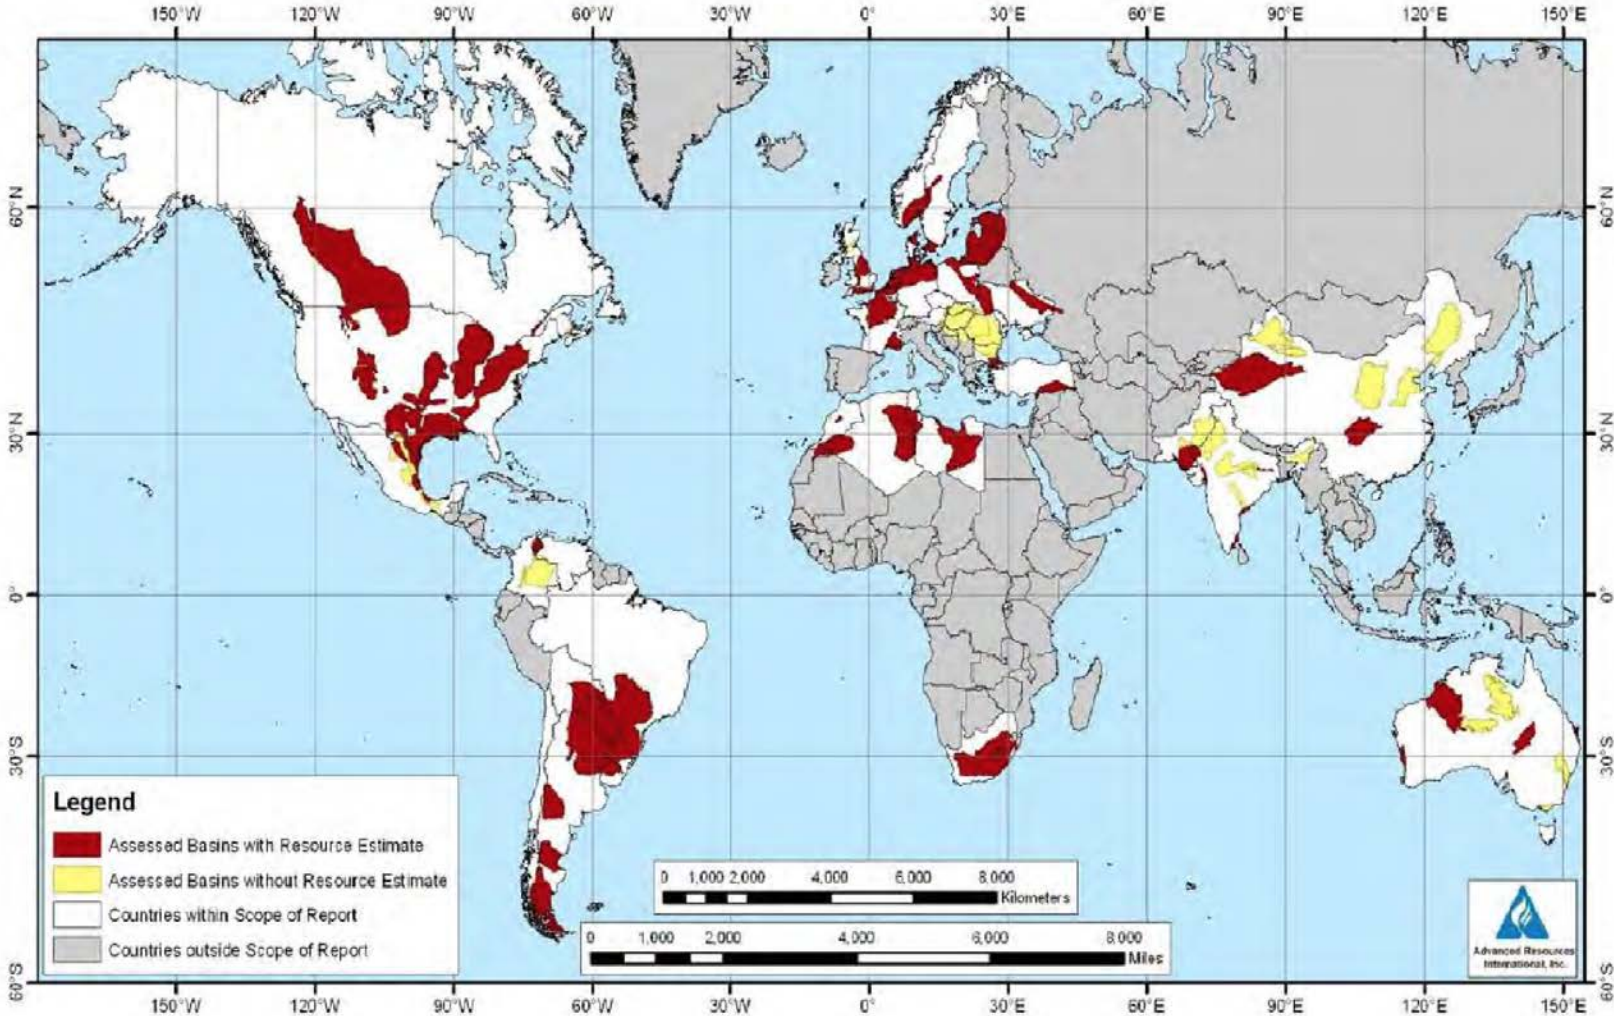 150°W 120°W 90°W 60°W 30°W 0° 30°E 60°E 90°E 120°E 150°E
60°N 60°N
30°N 30°N
0° 0°
30°S 30°S
60°S 60°S
Legend
Assessed Basins with Resource Estimate
Assessed Basins without Resource Estimate
Countries within Scope of Report
Countries outside Scope of Report
0 1,000 2,000 4,000 6,000 8,000
Kilometers
0 1,000 2,000 4,000 6,000 8,000
Miles
Advanced Resources
International, Inc.
150°W 120°W 90°W 60°W 30°W 0° 30°E 60°E 90°E 120°E 150°E